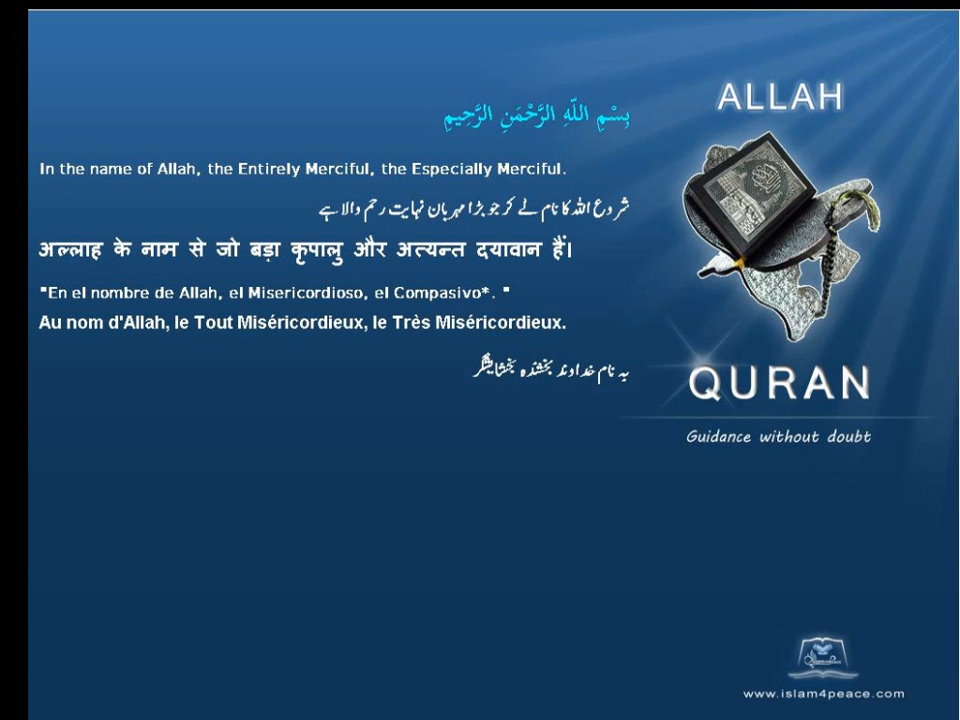 بِسْمِ اللَّهِ الرَّحْمَنِ الرَّحِيمِ
In the name of Allah, the Entirely Merciful, the Especially Merciful.
شروع الله کا نام لے کر جو بڑا مہربان نہایت رحم والا ہے
अल्लाह के नाम से जो बड़ा कृपालु और अत्यन्त दयावान हैं।
"En el nombre de Allah, el Misericordioso, el Compasivo*. "
Au nom d'Allah, le Tout Miséricordieux, le Très Miséricordieux.
به نام خداوند بخشنده بخشایشگر
ALLAH
QURAN
Guidance without doubt
www.islam4peace.com